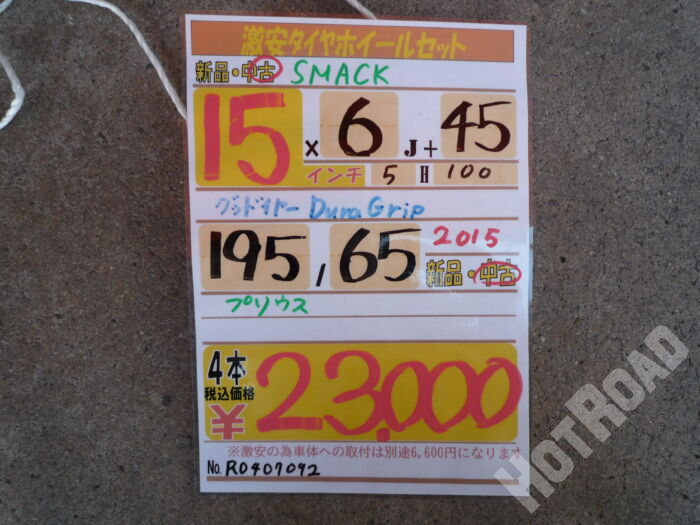 激安タイヤホイールセット
新品・中古 SMACK
15 × 6 J+ 45
インチ 5 H 100
グッドイヤー DuraGrip
195 / 65 2015
新品・中古
プリウス
4本
税込価格
¥ 23,000
※激安の為車体への取付は別途6,600円になります
No. R0407092
HOTROAD